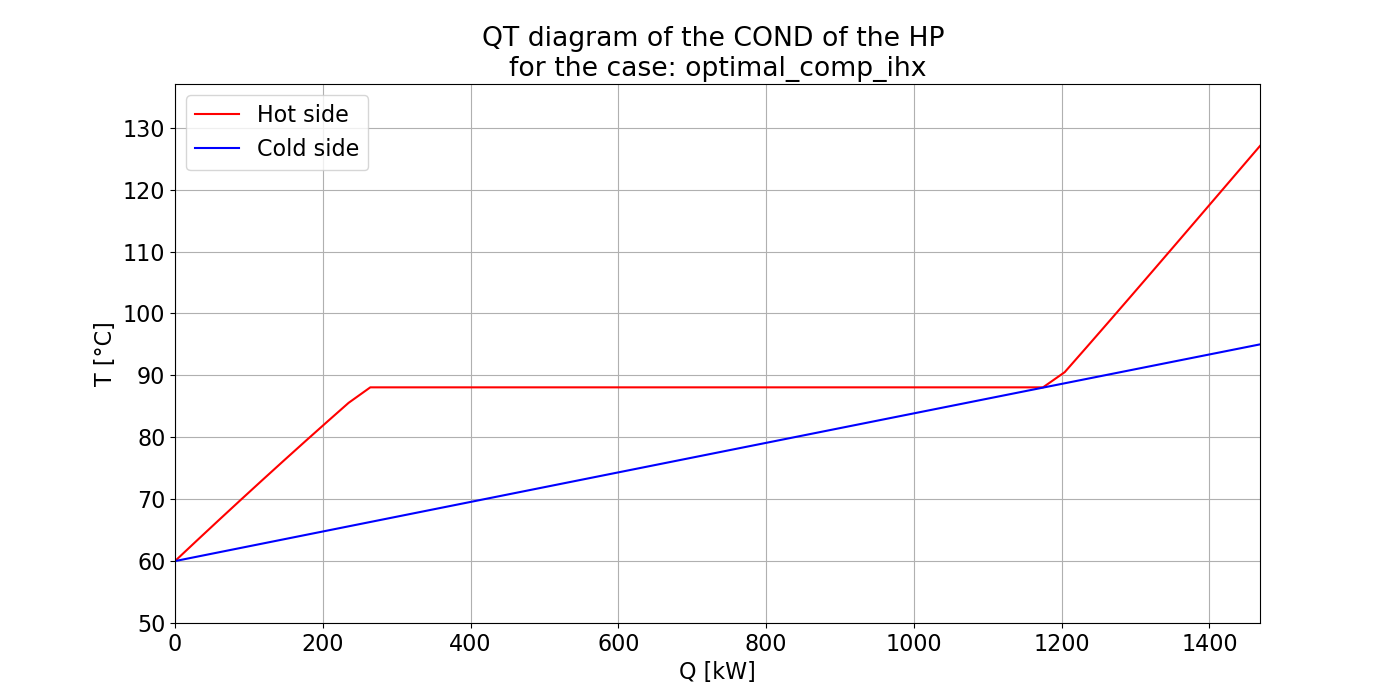 QT diagram of the COND of the HP
for the case: optimal_comp_ihx
Hot side
Cold side
130
120
110
100
90
80
70
60
50
T [°C]
0 200 400 600 800 1000 1200 1400
Q [kW]